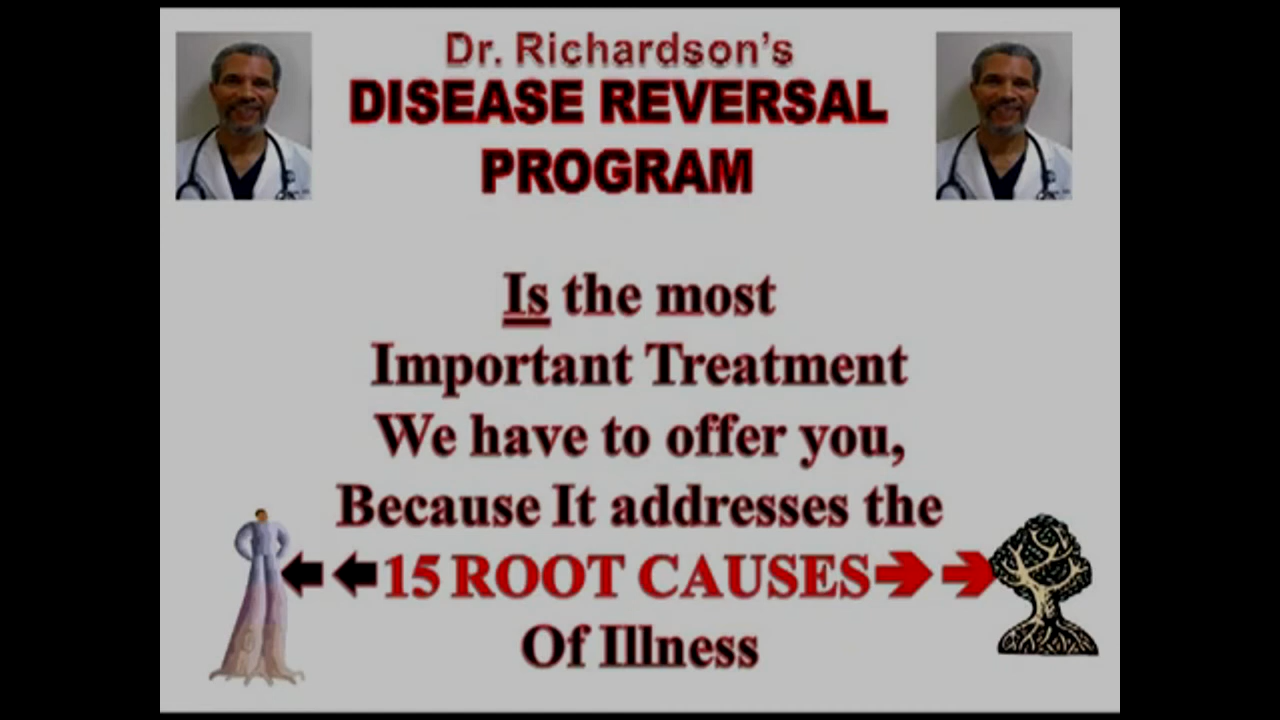 Dr. Richardson's
DISEASE REVERSAL
PROGRAM
Is the most
Important Treatment
We have to offer you,
Because It addresses the
15 ROOT CAUSES
Of Illness